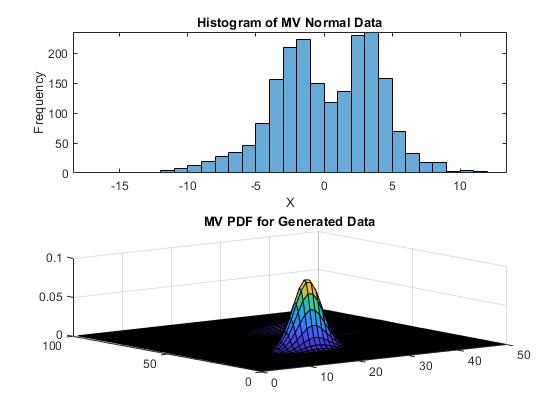 Histogram of MV Normal Data
200
150
100
50
0
Frequency
-15 -10 -5 0 5 10
X
MV PDF for Generated Data
0.1
0.05
0
100
50
0
0 10 20 30 40 50